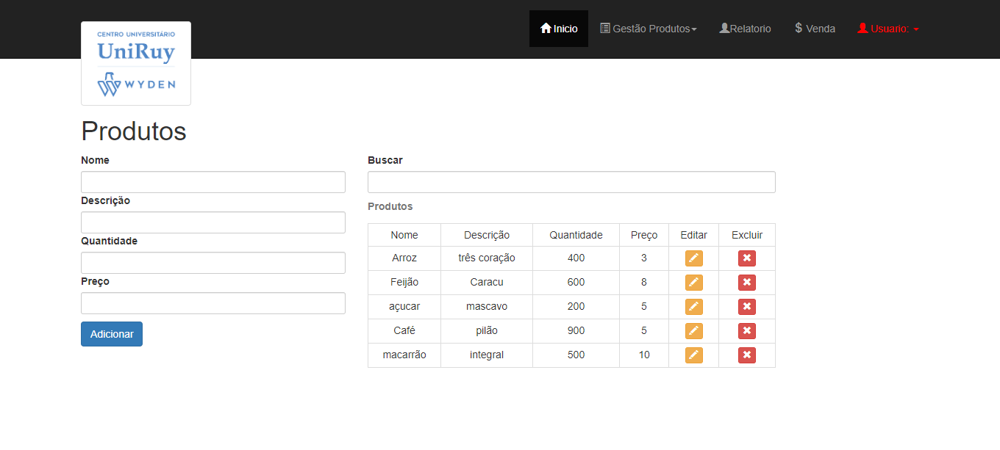 Inicio
Gestão Produtos
Relatorio
$ Venda
Usuario:
CENTRO UNIVERSITÁRIO
UniRuy
WYDEN
Produtos
Nome
Descrição
Quantidade
Preço
Adicionar
Buscar
Produtos
Nome Descrição Quantidade Preço Editar Excluir
Arroz três coração 400 3
Feijão Caracu 600 8
açucar mascavo 200 5
Café pilão 900 5
macarrão integral 500 10